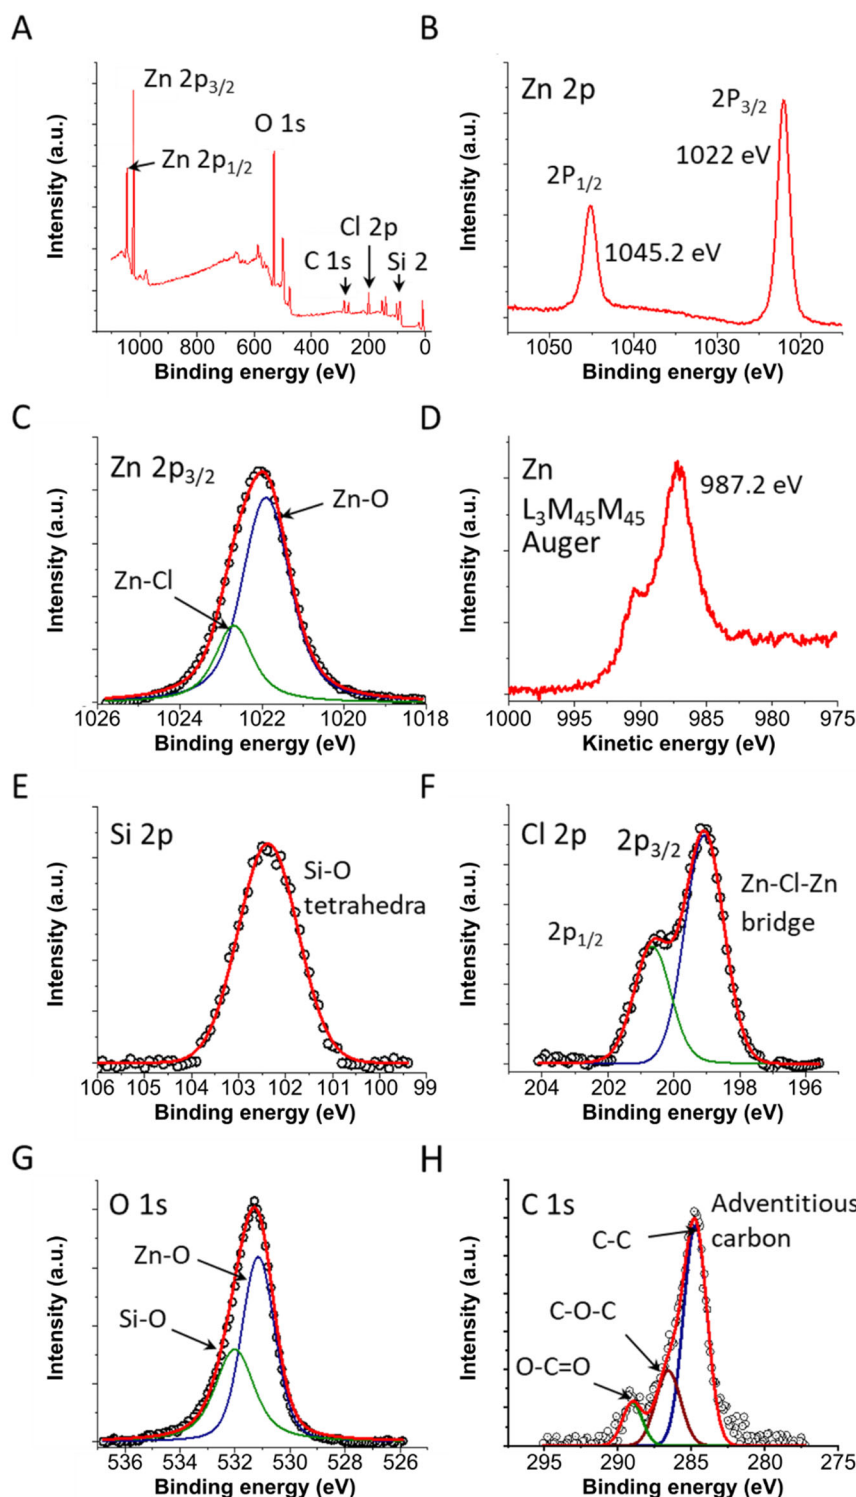 A
Zn 2p3/2
Zn 2p1/2
O 1s
Cl 2p
C 1s
Si 2
Intensity (a.u.)
1000 800 600 400 200 0
Binding energy (eV)
B
Zn 2p
2P3/2
1022 eV
2P1/2
1045.2 eV
Intensity (a.u.)
1050 1040 1030 1020
Binding energy (eV)
C
Zn 2p3/2
Zn-O
Zn-Cl
Intensity (a.u.)
1026 1024 1022 1020 1018
Binding energy (eV)
D
Zn
L3M45M45
Auger
987.2 eV
Intensity (a.u.)
1000 995 990 985 980 975
Kinetic energy (eV)
E
Si 2p
Si-O
tetrahedra
Intensity (a.u.)
106 105 104 103 102 101 100 99
Binding energy (eV)
F
Cl 2p
2p3/2
Zn-Cl-Zn
bridge
2p1/2
Intensity (a.u.)
204 202 200 198 196
Binding energy (eV)
G
O 1s
Zn-O
Si-O
Intensity (a.u.)
536 534 532 530 528 526
Binding energy (eV)
H
C 1s
Adventitious
carbon
C-C
C-O-C
O-C=O
Intensity (a.u.)
295 290 285 280 275
Binding energy (eV)